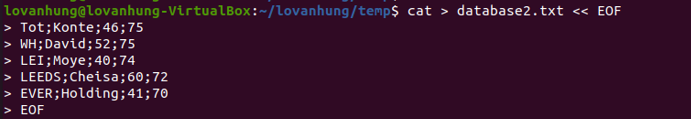 lovanhung@lovanhung-VirtualBox:~/lovanhung/temp$ cat > database2.txt << EOF
> Tot;Konte;46;75
> WH;David;52;75
> LEI;Moye;40;74
> LEEDS;Cheisa;60;72
> EVER;Holding;41;70
> EOF